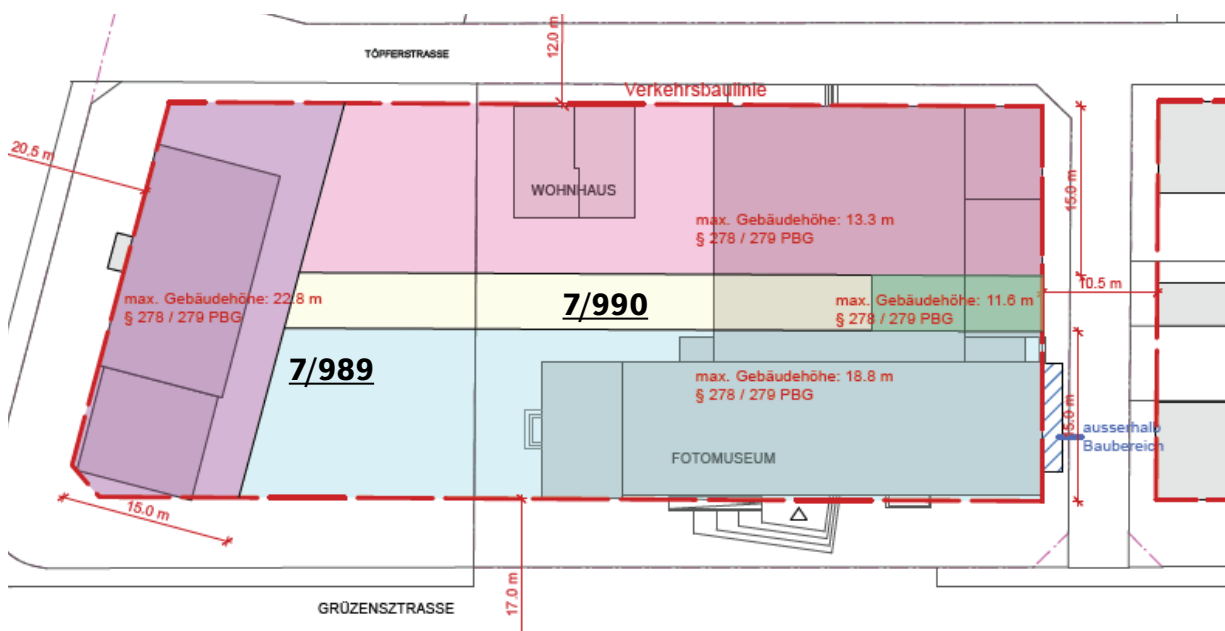 TÖPFERSTRASSE
12.0 m
Verkehrsbaulinie
20.5 m
WOHNHAUS
15.0 m
max. Gebäudehöhe: 13.3 m
§ 278 / 279 PBG
10.5 m
max. Gebäudehöhe: 22.8 m
§ 278 / 279 PBG
7/990
max. Gebäudehöhe: 11.6 m
§ 278 / 279 PBG
7/989
max. Gebäudehöhe: 18.8 m
§ 278 / 279 PBG
15.0 m
ausserhalb
Baubereich
FOTOMUSEUM
15.0 m
17.0 m
GRÜZENSZTRASSE